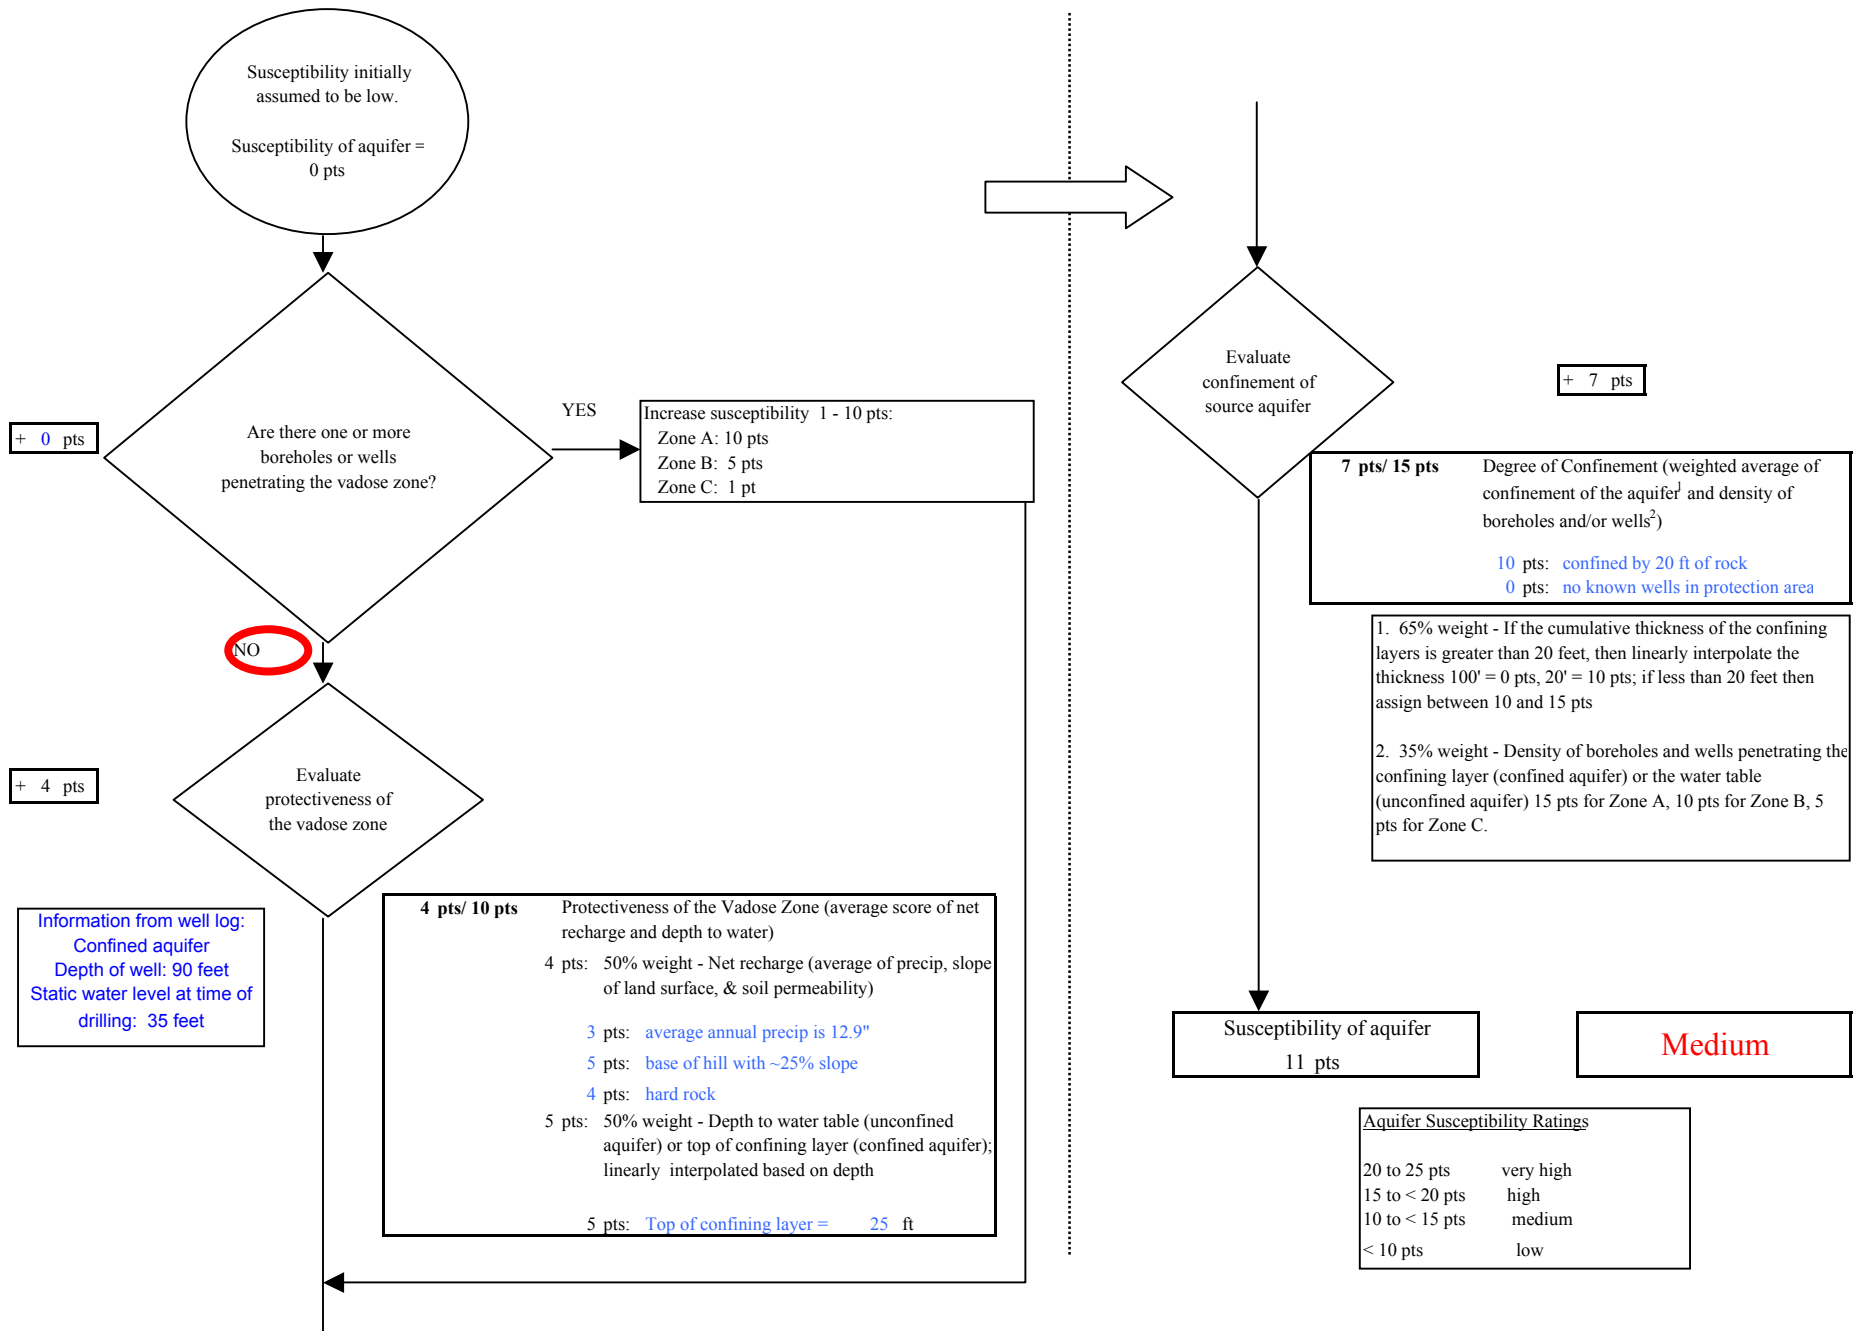 Susceptibility initially
assumed to be low.
Susceptibility of aquifer =
0 pts
+ 0 pts
Are there one or more
boreholes or wells
penetrating the vadose zone?
YES
Increase susceptibility 1 - 10 pts:
Zone A: 10 pts
Zone B: 5 pts
Zone C: 1 pt
NO
+ 4 pts
Evaluate
protectiveness of
the vadose zone
Information from well log:
Confined aquifer
Depth of well: 90 feet
Static water level at time of
drilling: 35 feet
4 pts/ 10 pts Protectiveness of the Vadose Zone (average score of net
recharge and depth to water)
4 pts: 50% weight - Net recharge (average of precip, slope
of land surface, & soil permeability)
3 pts: average annual precip is 12.9"
5 pts: base of hill with ~25% slope
4 pts: hard rock
5 pts: 50% weight - Depth to water table (unconfined
aquifer) or top of confining layer (confined aquifer);
linearly interpolated based on depth
5 pts: Top of confining layer = 25 ft
Evaluate
confinement of
source aquifer
+ 7 pts
7 pts/ 15 pts Degree of Confinement (weighted average of
confinement of the aquifer1 and density of
boreholes and/or wells2)
10 pts: confined by 20 ft of rock
0 pts: no known wells in protection area
1. 65% weight - If the cumulative thickness of the confining
layers is greater than 20 feet, then linearly interpolate the
thickness 100' = 0 pts, 20' = 10 pts; if less than 20 feet then
assign between 10 and 15 pts
2. 35% weight - Density of boreholes and wells penetrating the
confining layer (confined aquifer) or the water table
(unconfined aquifer) 15 pts for Zone A, 10 pts for Zone B, 5
pts for Zone C.
Susceptibility of aquifer
11 pts
Medium
Aquifer Susceptibility Ratings
20 to 25 pts very high
15 to < 20 pts high
10 to < 15 pts medium
< 10 pts low